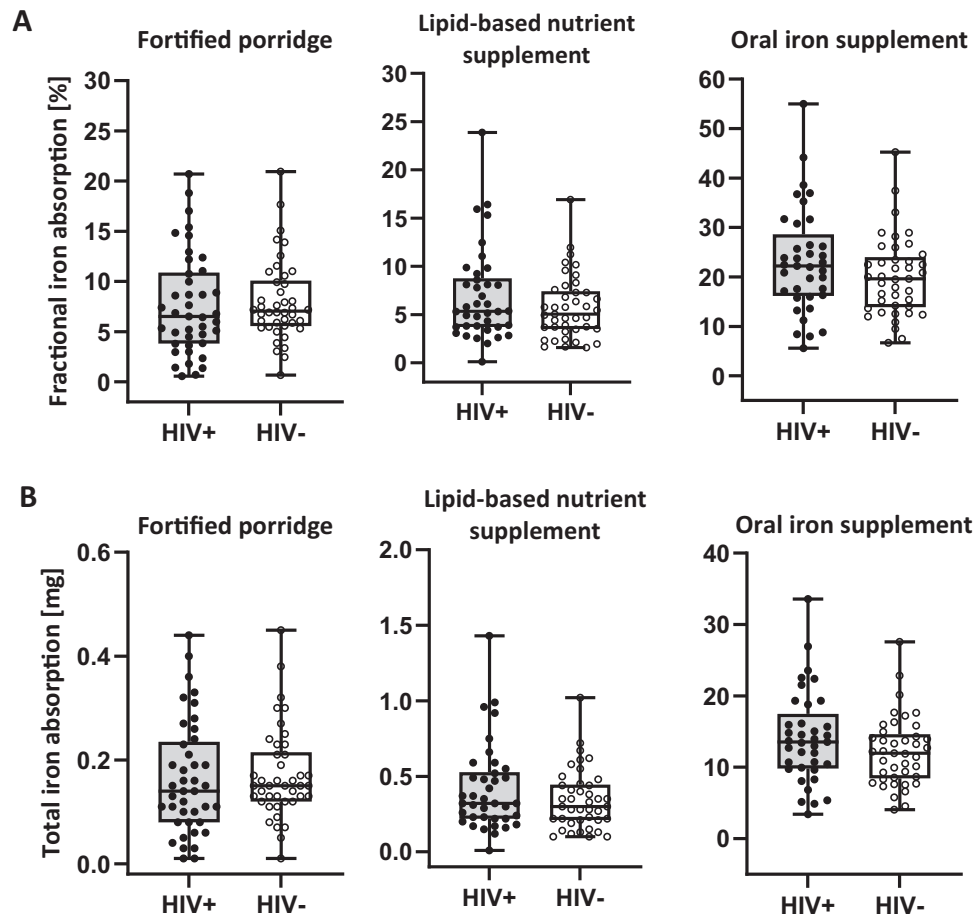 A
Fortified porridge
Lipid-based nutrient
supplement
Oral iron supplement
Fractional iron absorption [%]
30
25
20
15
10
5
0
HIV+
HIV-
30
25
20
15
10
5
0
HIV+
HIV-
60
50
40
30
20
10
0
HIV+
HIV-
B
Fortified porridge
Lipid-based nutrient
supplement
Oral iron supplement
Total iron absorption [mg]
0.6
0.4
0.2
0.0
HIV+
HIV-
2.0
1.5
1.0
0.5
0.0
HIV+
HIV-
40
30
20
10
0
HIV+
HIV-